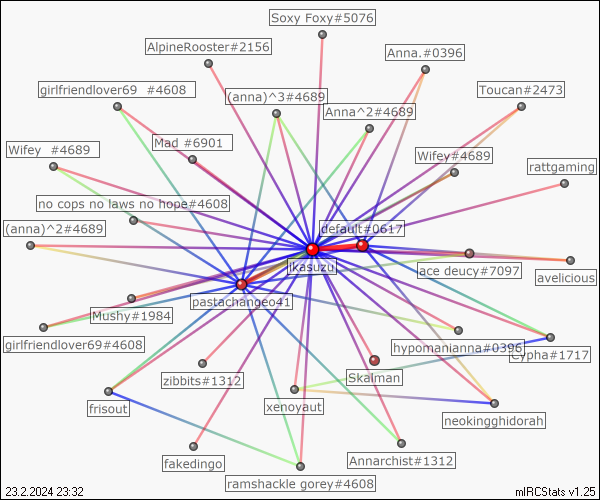 Soxy Foxy#5076
AlpineRooster#2156
Anna.#0396
girlfriendlover69 #4608
(anna)^3#4689
Toucan#2473
Anna^2#4689
Mad #6901
Wifey #4689
Wifey#4689
rattgaming
no cops no laws no hope#4608
(anna)^2#4689
default#0617
jkasuzu
ace deucy#7097
avelicious
pastachangeo41
Mushy#1984
girlfriendlover69#4608
hypomanianna#0396
Cypha#1717
zibbits#1312
Skalman
frisout
xenoyaut
neokingghidorah
fakedingo
Annarchist#1312
ramshackle gorey#4608
23.2.2024 23:32
mIRCStats v1.25